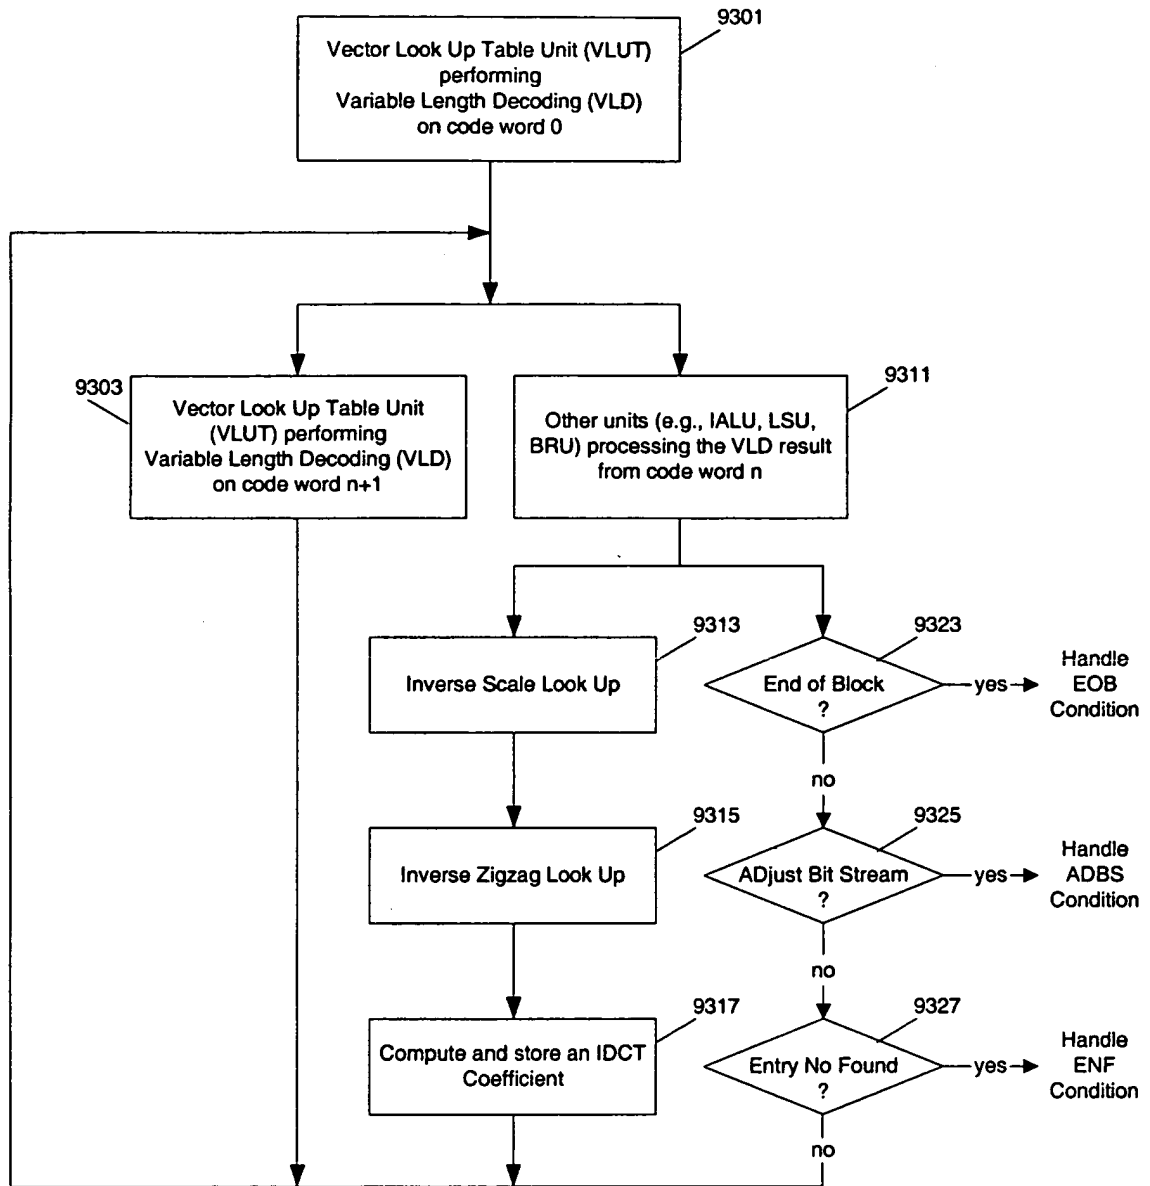 9301
Vector Look Up Table Unit (VLUT)
performing
Variable Length Decoding (VLD)
on code word 0
9303
Vector Look Up Table Unit
(VLUT) performing
Variable Length Decoding (VLD)
on code word n+1
9311
Other units (e.g., IALU, LSU,
BRU) processing the VLD result
from code word n
9313
Inverse Scale Look Up
9323
End of Block
?
yes
Handle
EOB
Condition
no
9315
Inverse Zigzag Look Up
9325
ADjust Bit Stream
?
yes
Handle
ADBS
Condition
no
9317
Compute and store an IDCT
Coefficient
9327
Entry No Found
?
yes
Handle
ENF
Condition
no